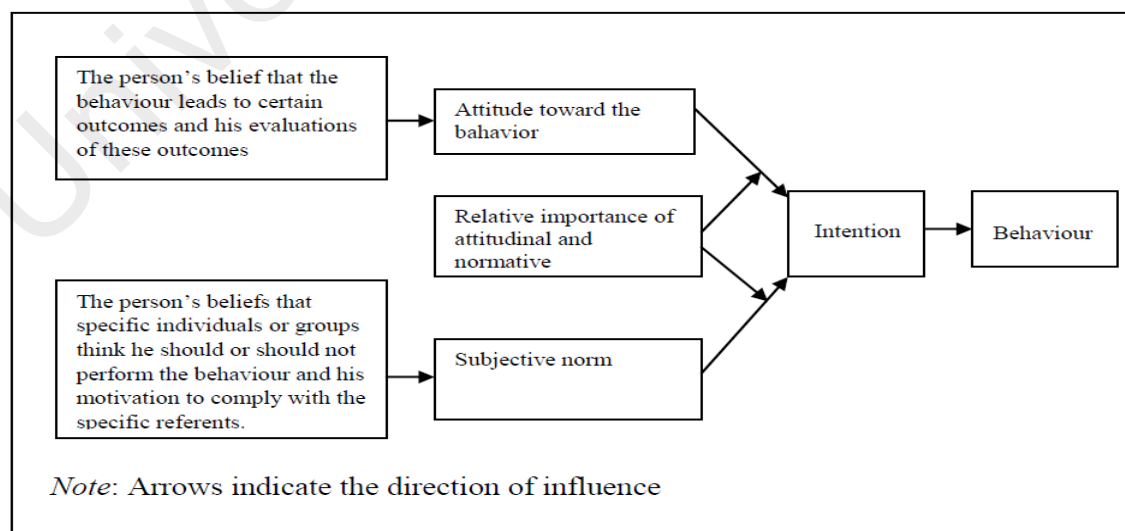 The person’s belief that the
behaviour leads to certain
outcomes and his evaluations
of these outcomes
Attitude toward the
bahavior
Relative importance of
attitudinal and
normative
Intention
Behaviour
The person’s beliefs that
specific individuals or groups
think he should or should not
perform the behaviour and his
motivation to comply with the
specific referents.
Subjective norm
Note: Arrows indicate the direction of influence